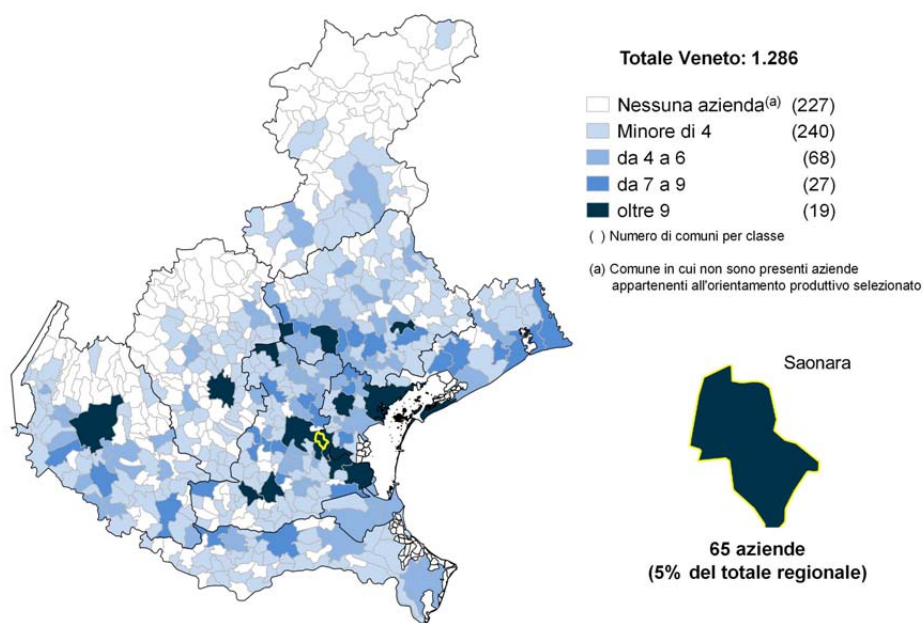 Totale Veneto: 1.286
Nessuna azienda(a) (227)
Minore di 4 (240)
da 4 a 6 (68)
da 7 a 9 (27)
oltre 9 (19)
( ) Numero di comuni per classe
(a) Comune in cui non sono presenti aziende
appartenenti all'orientamento produttivo selezionato
Saonara
65 aziende
(5% del totale regionale)